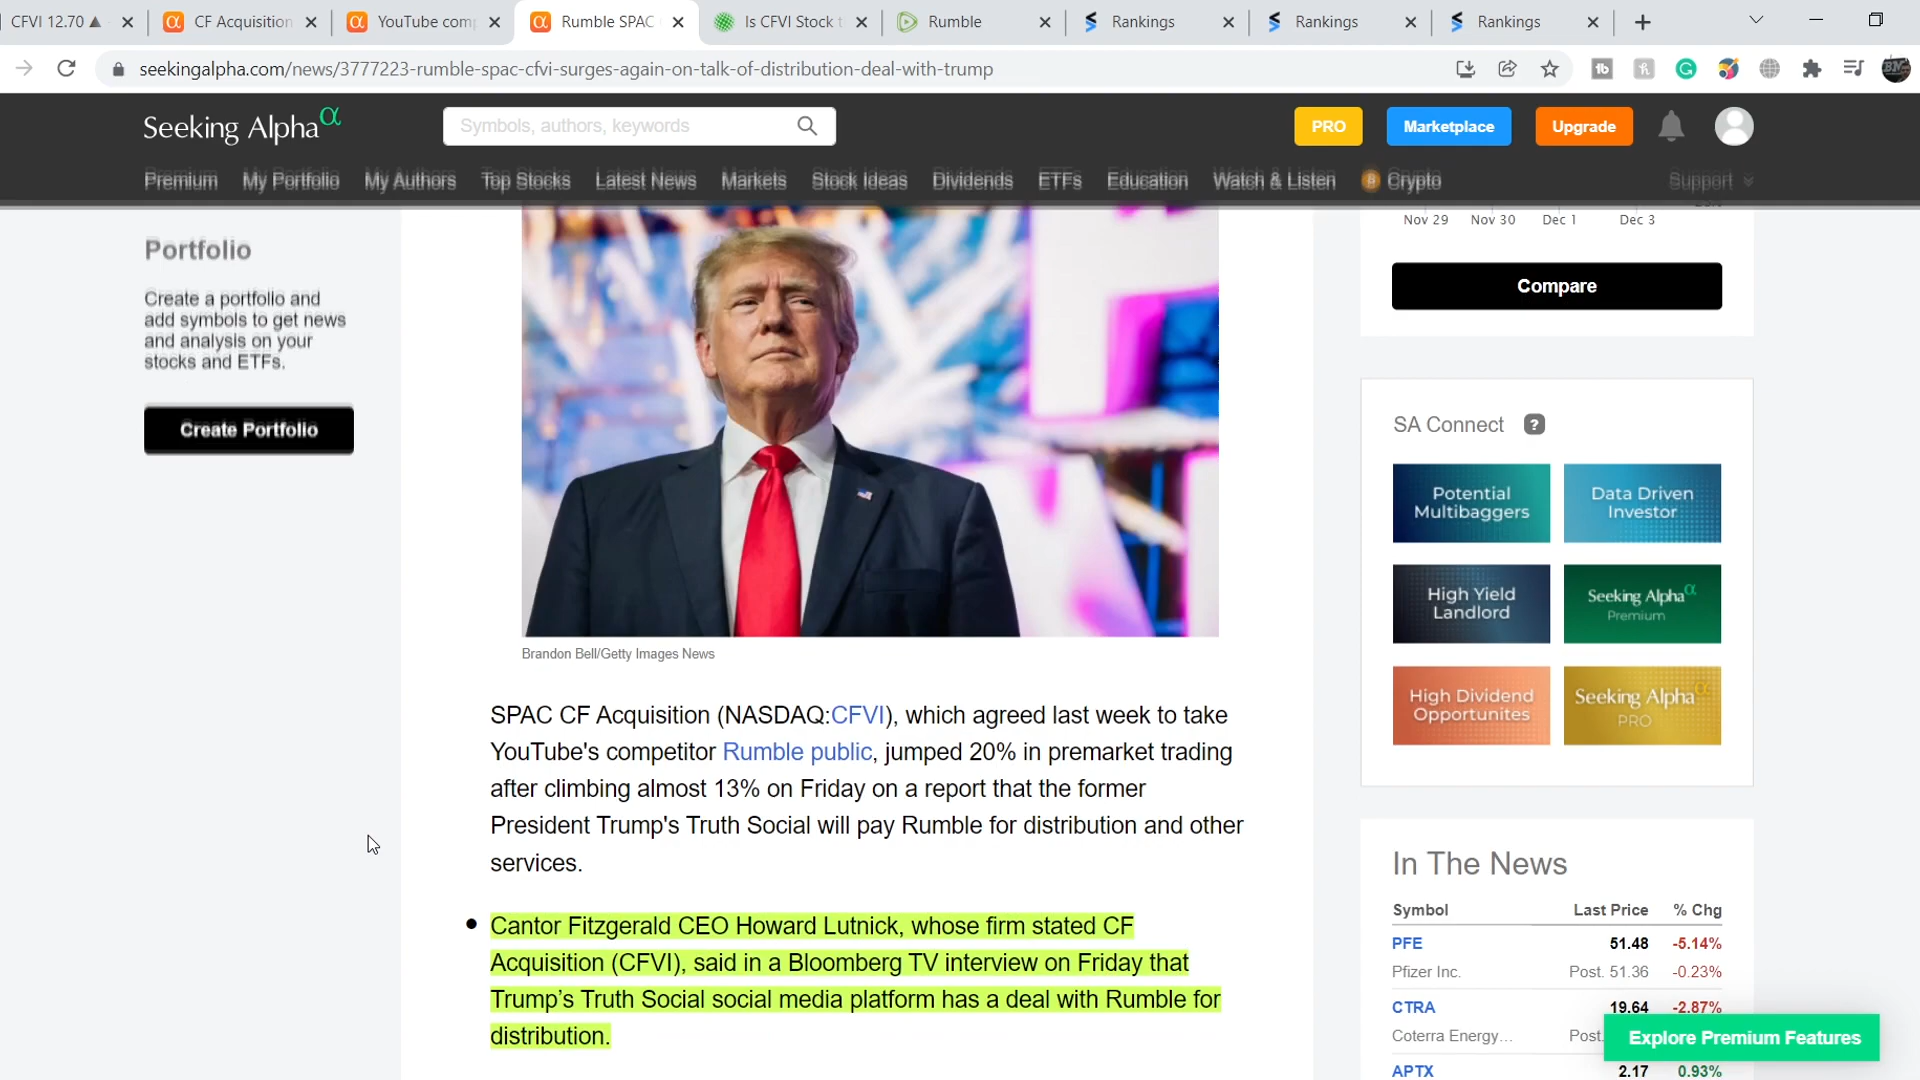 CFVI 12.70 ▲
CF Acquisition
YouTube com
Rumble SPAC
Is CFVI Stock t
Rumble
Rankings
Rankings
Rankings
seekingalpha.com/news/3777223-rumble-spac-cfvi-surges-again-on-talk-of-distribution-deal-with-trump
Seeking Alpha α
Symbols, authors, keywords
PRO
Marketplace
Upgrade
Premium My Portfolio My Authors Top Stocks Latest News Markets Stock Ideas Dividends ETFs Education Watch & Listen Crypto Support
Portfolio
Create a portfolio and
add symbols to get news
and analysis on your
stocks and ETFs.
Create Portfolio
Brandon Bell/Getty Images News
SPAC CF Acquisition (NASDAQ:CFVI), which agreed last week to take
YouTube's competitor Rumble public, jumped 20% in premarket trading
after climbing almost 13% on Friday on a report that the former
President Trump's Truth Social will pay Rumble for distribution and other
services.
• Cantor Fitzgerald CEO Howard Lutnick, whose firm stated CF
Acquisition (CFVI), said in a Bloomberg TV interview on Friday that
Trump’s Truth Social social media platform has a deal with Rumble for
distribution.
Nov 29 Nov 30 Dec 1 Dec 3
Compare
SA Connect ?
Potential
Multibaggers
Data Driven
Investor
High Yield
Landlord
Seeking Alpha α
Premium
High Dividend
Opportunites
Seeking Alpha α
PRO
In The News
Symbol Last Price % Chg
PFE 51.48 -5.14%
Pfizer Inc. Post. 51.36 -0.23%
CTRA 19.64 -2.87%
Coterra Energy... Post.
Explore Premium Features
APTX 2.17 0.93%